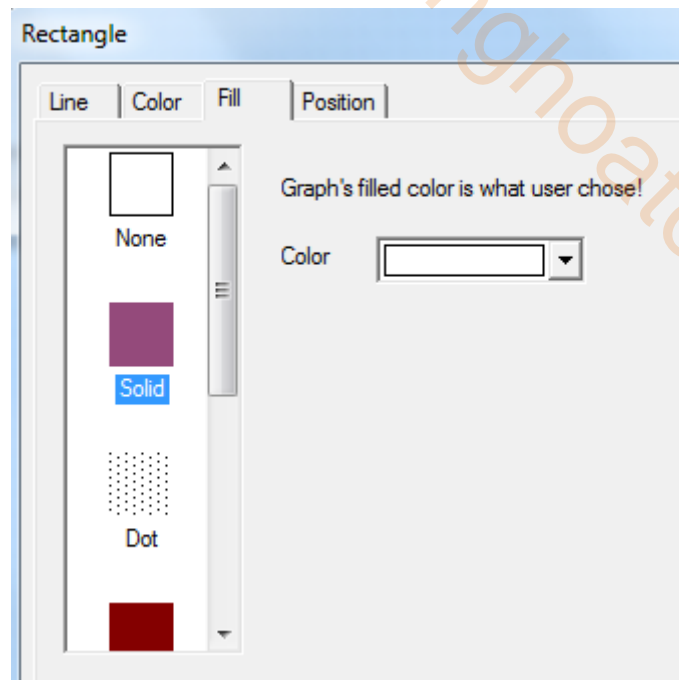 Rectangle
Line Color Fill Position
Graph's filled color is what user chose!
None
Color
Solid
Dot